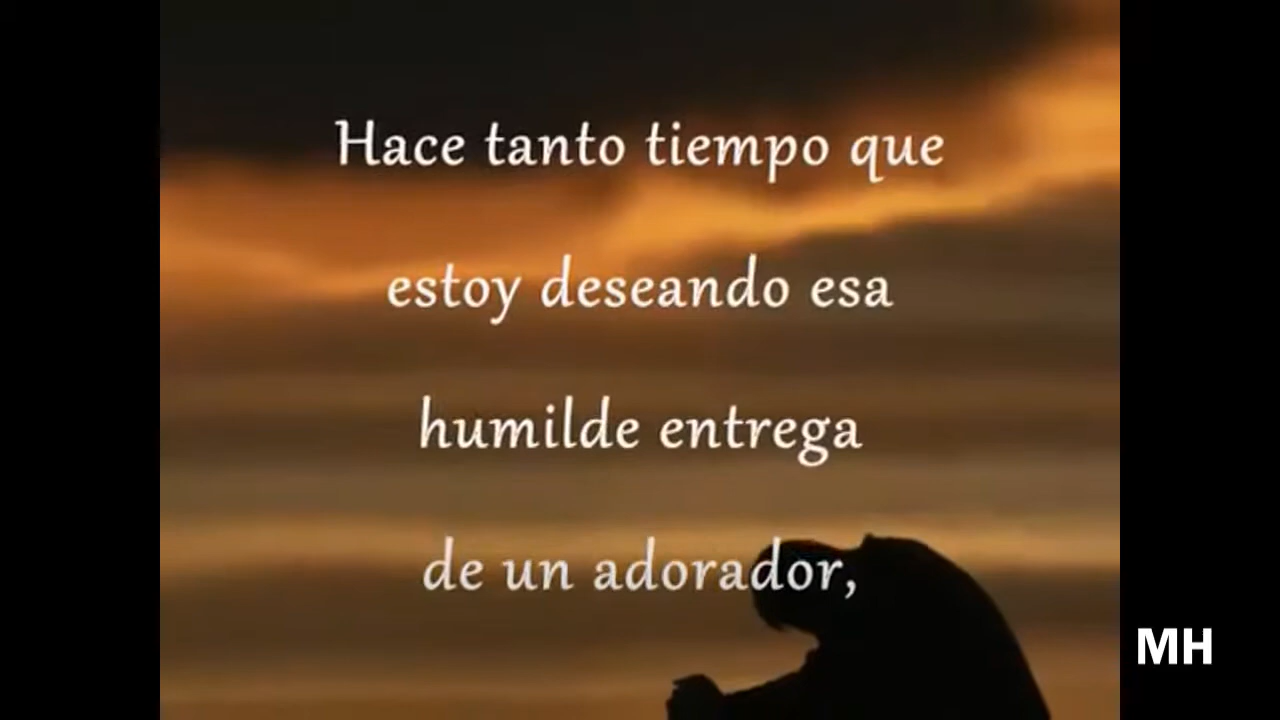 Hace tanto tiempo que
estoy deseando esa
humilde entrega
de un adorador,
MH